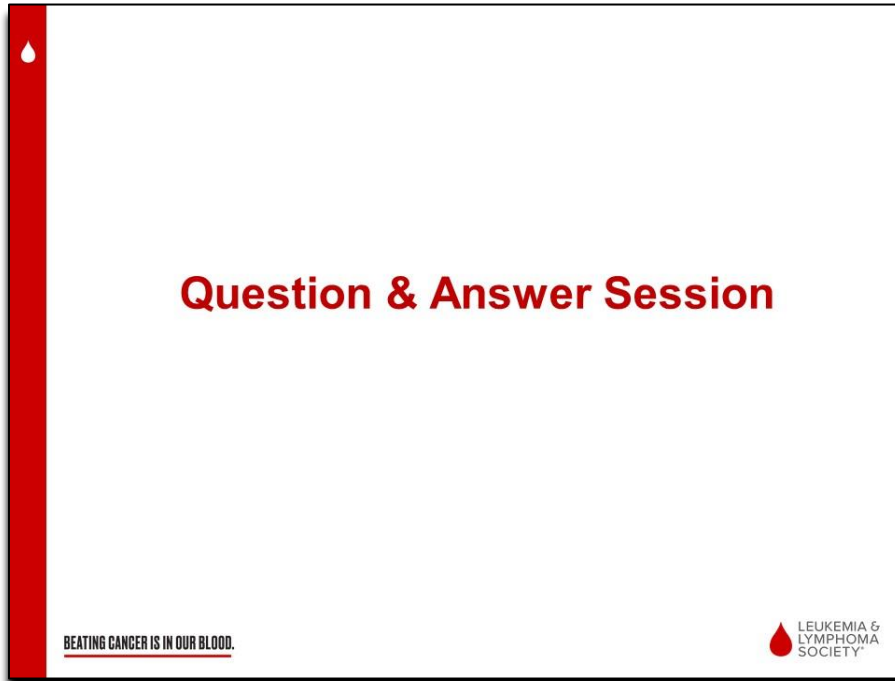 Question & Answer Session
BEATING CANCER IS IN OUR BLOOD.
LEUKEMIA &
LYMPHOMA
SOCIETY®